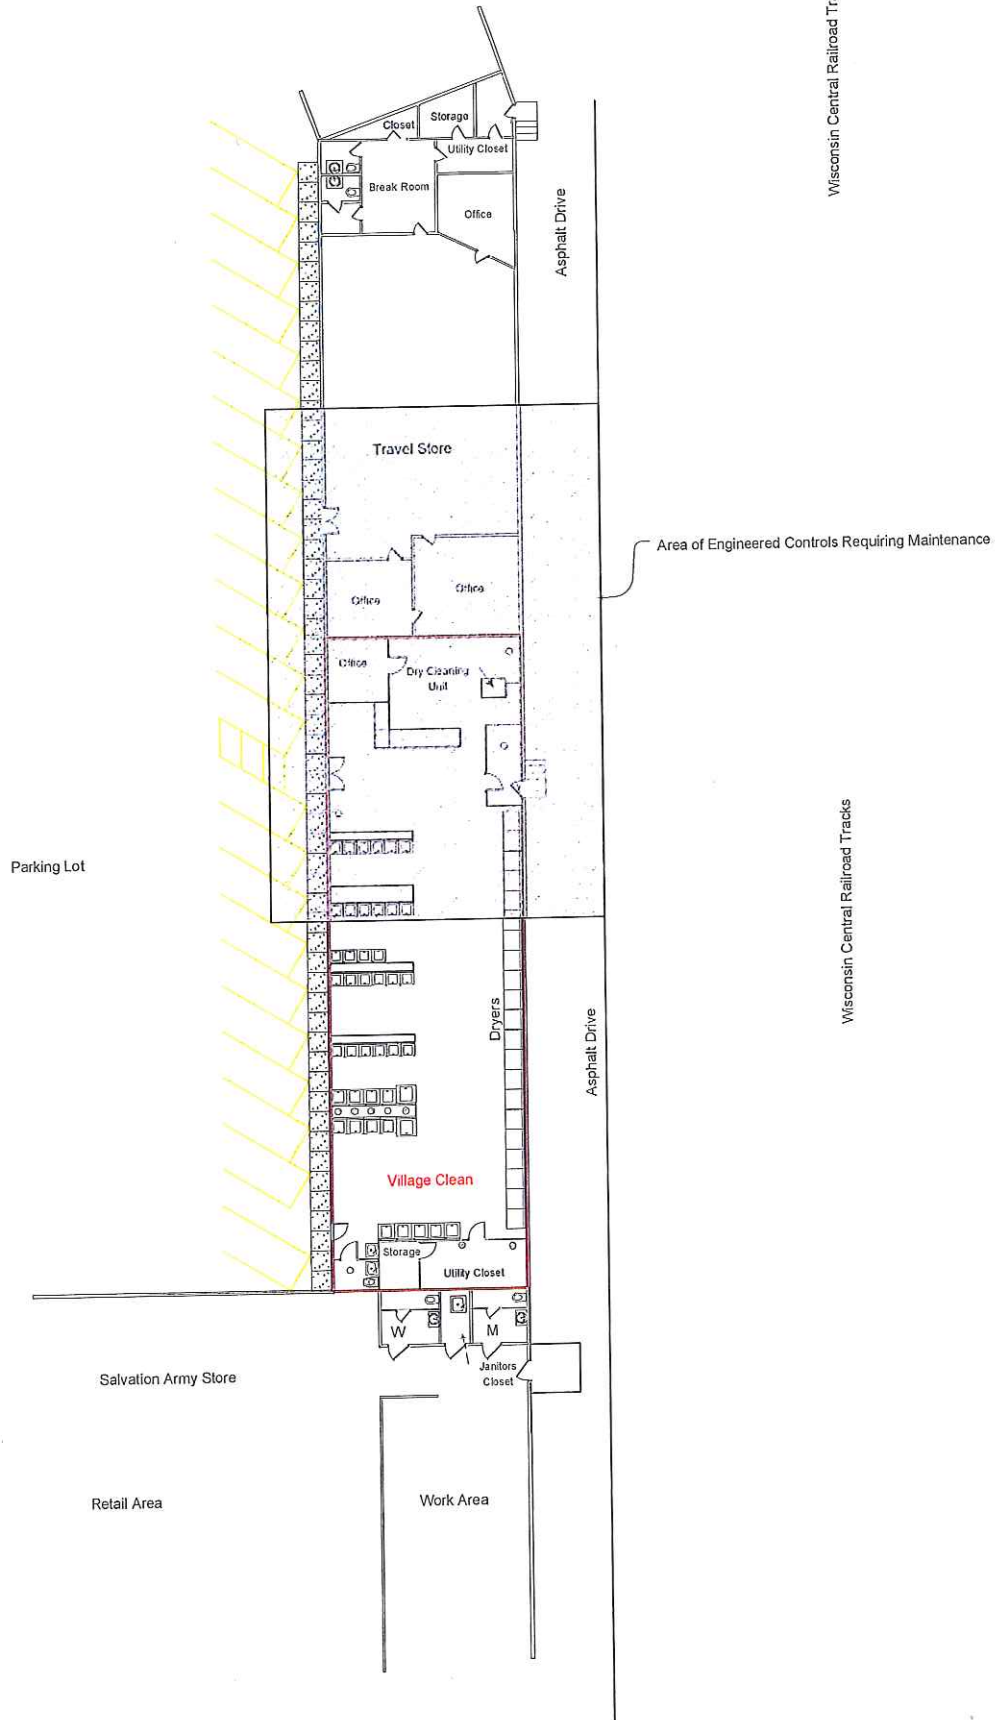 Wisconsin Central Railroad Tr
Closet
Storage
Utility Closet
Break Room
Office
Asphalt Drive
Travel Store
Area of Engineered Controls Requiring Maintenance
Office
Office
Office
Dry Cleaning
Unit
Parking Lot
Wisconsin Central Railroad Tracks
Dryers
Asphalt Drive
Village Clean
Storage
Utility Closet
W
M
Janitors
Closet
Salvation Army Store
Retail Area
Work Area